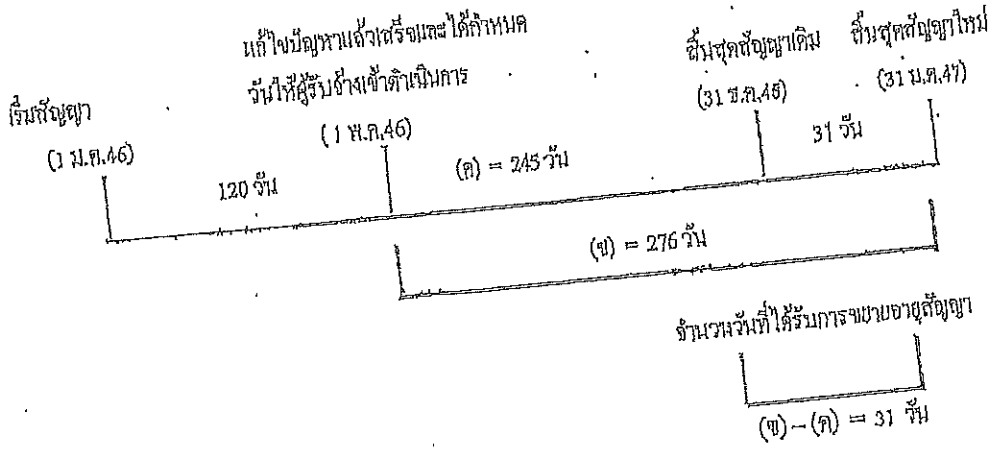 แก้ไขปัญหาแล้วเสร็จและได้กำหนด
วันให้ผู้รับจ้างเข้าดำเนินการ
(1 พ.ค.46)
เริ่มสัญญา
(1 ม.ค.46)
สิ้นสุดสัญญาเดิม
(31 ธ.ค.46)
สิ้นสุดสัญญาใหม่
(31 ม.ค.47)
120 วัน
(ค) = 245 วัน
31 วัน
(ข) = 276 วัน
จำนวนวันที่ได้รับการขยายอายุสัญญา
(ข) – (ค) = 31 วัน